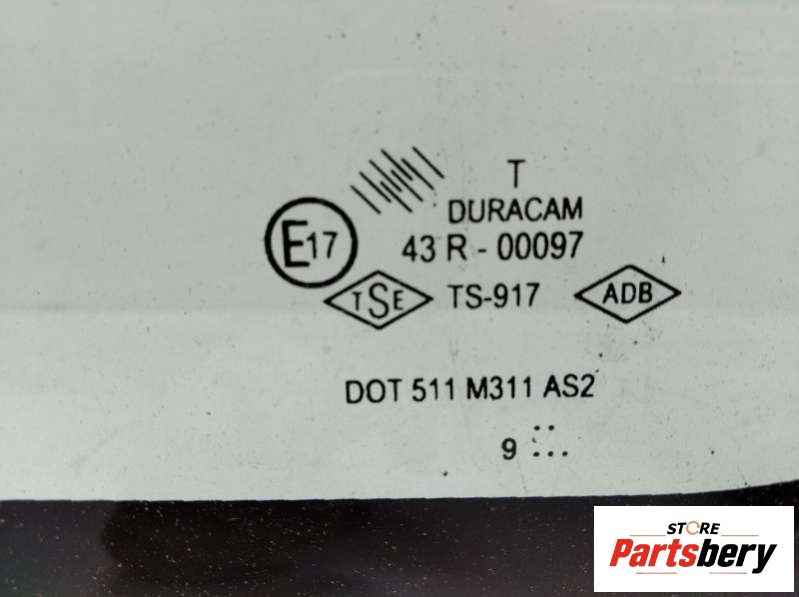 T
DURACAM
E17
43 R - 00097
TSE
TS-917
ADB
DOT 511 M311 AS2
9 :...
STORE
Partsbery